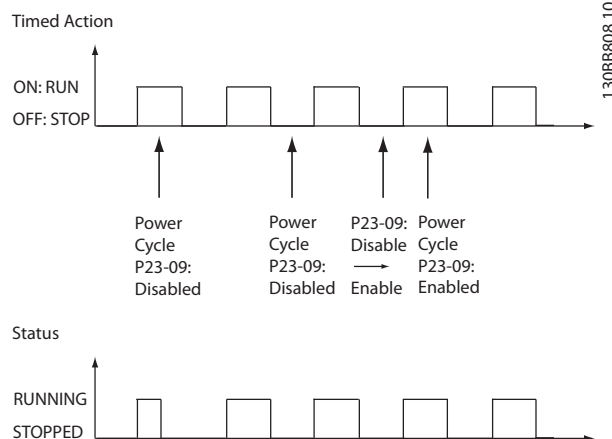 Timed Action
130BB808.10
ON: RUN
OFF: STOP
Power
Cycle
P23-09:
Disabled
Power
Cycle
P23-09:
Disabled
P23-09:
Disable
Enable
Power
Cycle
P23-09:
Enabled
Status
RUNNING
STOPPED